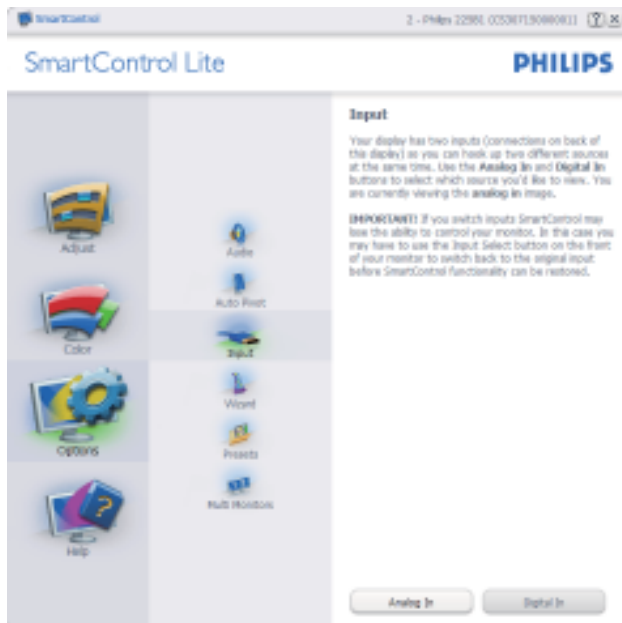 SmartControl
2 - Philips
SmartControl Lite
PHILIPS
Adjust
Color
Options
Help
Audio
Auto Pivot
Input
Wizard
Presets
Multi Monitors
Input
Your display has two inputs (connections on back of
this display) so you can hook up two different sources
at the same time. Use the Analog In and Digital In
buttons to select which source you'd like to view. You
are currently viewing the analog in image.
IMPORTANT! If you switch inputs SmartControl may
lose the ability to control your monitor. In this case you
may have to use the Input Select button on the front
of your monitor to switch back to the original input
before SmartControl functionality can be restored.
Analog In
Digital In